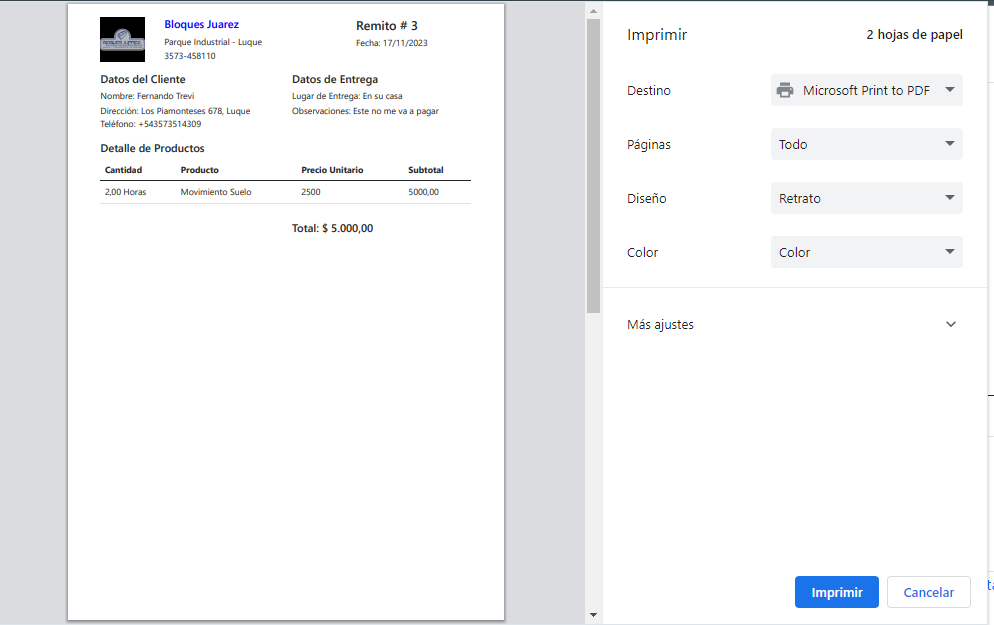 Bloques Juarez
Parque Industrial - Luque
3573-458110
Remito # 3
Fecha: 17/11/2023
Datos del Cliente
Nombre: Fernando Trevi
Dirección: Los Piamonteses 678, Luque
Teléfono: +543573514309
Datos de Entrega
Lugar de Entrega: En su casa
Observaciones: Este no me va a pagar
Detalle de Productos
Cantidad Producto Precio Unitario Subtotal
2,00 Horas Movimiento Suelo 2500 5000,00
Total: $ 5.000,00
Imprimir 2 hojas de papel
Destino Microsoft Print to PDF
Páginas Todo
Diseño Retrato
Color Color
Más ajustes
Imprimir Cancelar